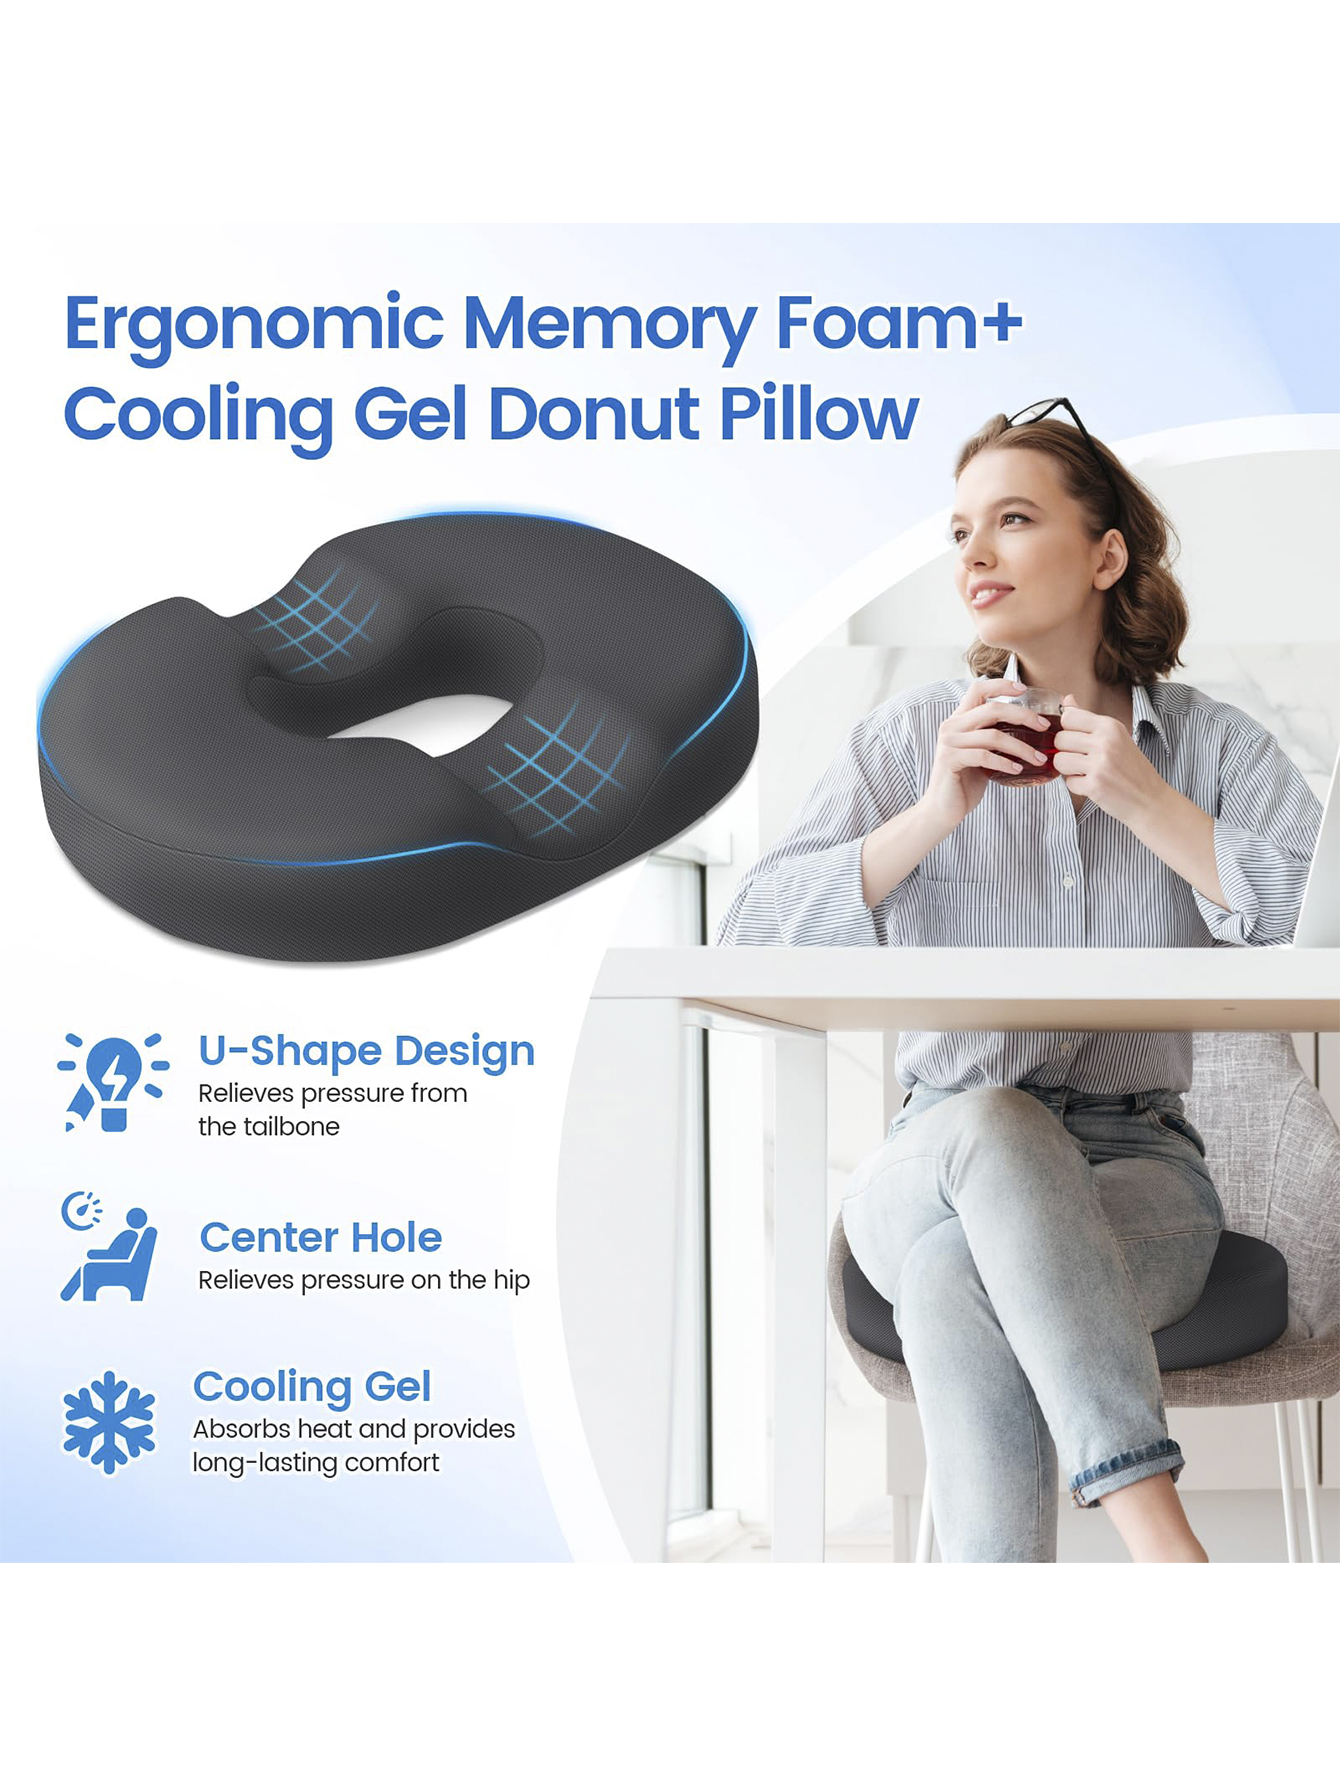 Ergonomic Memory Foam+
Cooling Gel Donut Pillow
U-Shape Design
Relieves pressure from
the tailbone
Center Hole
Relieves pressure on the hip
Cooling Gel
Absorbs heat and provides
long-lasting comfort